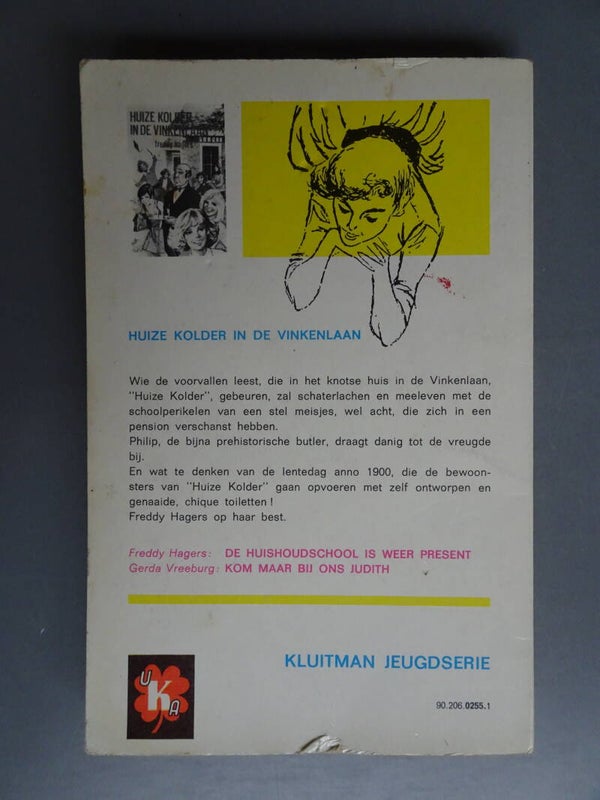 HUIZE KOLDER
IN DE VINKENLAAN
freddy hagers
HUIZE KOLDER IN DE VINKENLAAN
Wie de voorvallen leest, die in het knotse huis in de Vinkenlaan,
"Huize Kolder", gebeuren, zal schaterlachen en meeleven met de
schoolperikelen van een stel meisjes, wel acht, die zich in een
pension verschanst hebben.
Philip, de bijna prehistorische butler, draagt danig tot de vreugde
bij.
En wat te denken van de lentedag anno 1900, die de bewoon-
sters van "Huize Kolder" gaan opvoeren met zelf ontworpen en
genaaide, chique toiletten!
Freddy Hagers op haar best.
Freddy Hagers: DE HUISHOUDSCHOOL IS WEER PRESENT
Gerda Vreeburg: KOM MAAR BIJ ONS JUDITH
KLUITMAN JEUGDSERIE
UKA
90.206.0255.1